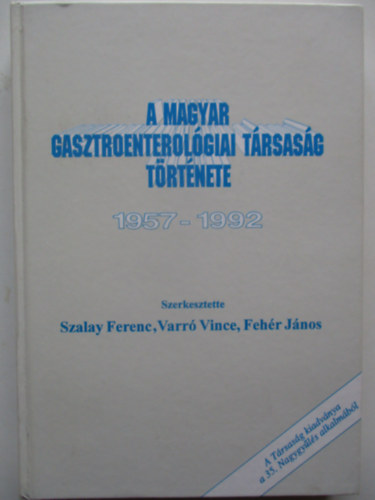 A MAGYAR
GASZTROENTEROLÓGIAI TÁRSASÁG
TÖRTÉNETE
1957-1992
Szerkesztette
Szalay Ferenc, Varró Vince, Fehér János
A Társaság kiadványa
a 35. Nagygyűlés alkalmából